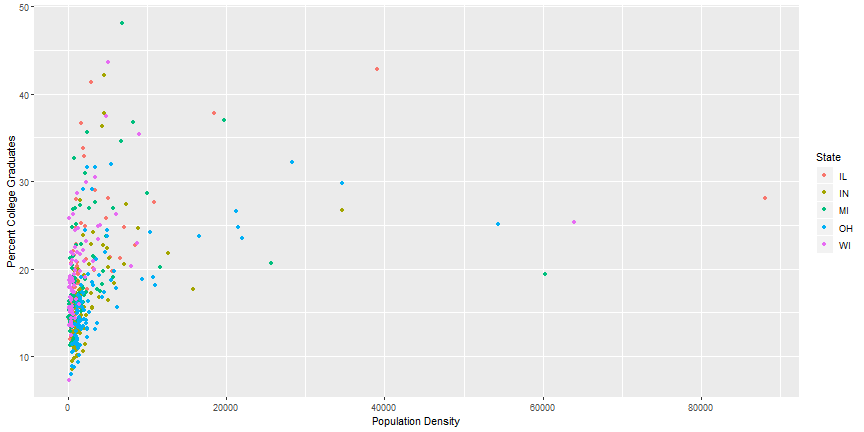 50
40
30
20
10
Percent College Graduates
0
20000
40000
60000
80000
Population Density
State
IL
IN
MI
OH
WI